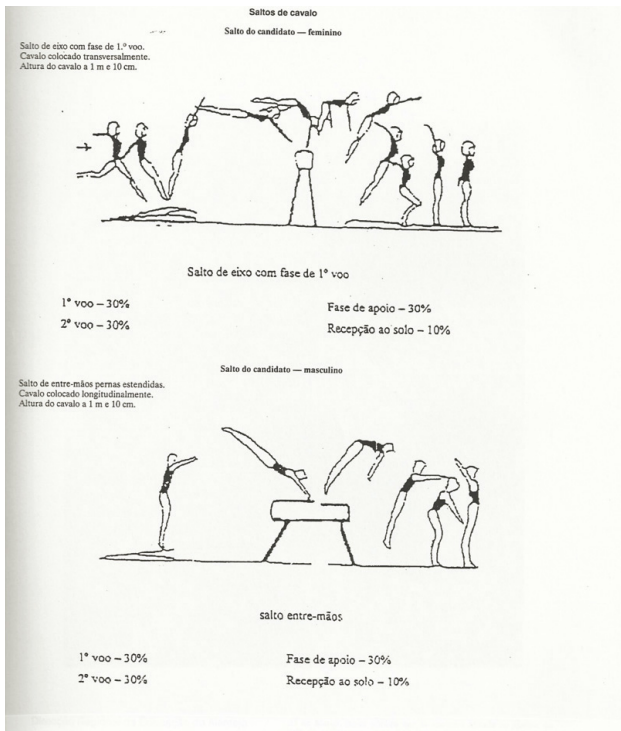 Saltos de cavalo
Salto do candidato — feminino
Salto de eixo com fase de 1.º voo.
Cavalo colocado transversalmente.
Altura do cavalo a 1 m e 10 cm.
Salto de eixo com fase de 1º voo
1º voo – 30%
Fase de apoio – 30%
2º voo – 30%
Recepção ao solo – 10%
Salto do candidato — masculino
Salto de entre-mãos pernas estendidas.
Cavalo colocado longitudinalmente.
Altura do cavalo a 1 m e 10 cm.
salto entre-mãos
1º voo – 30%
Fase de apoio – 30%
2º voo – 30%
Recepção ao solo – 10%